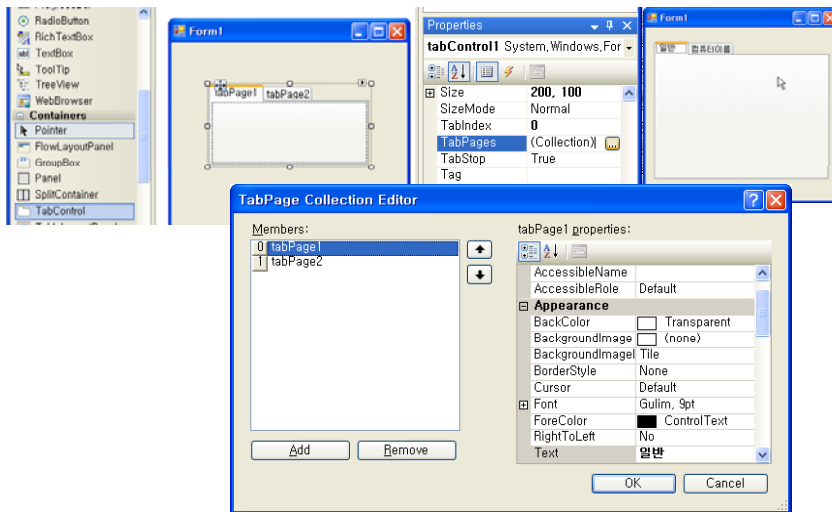 RadioButton
RichTextBox
TextBox
ToolTip
TreeView
WebBrowser
Containers
Pointer
FlowLayoutPanel
GroupBox
Panel
SplitContainer
TabControl
Form1
tabPage1 tabPage2
Properties
tabControl1 System.Windows.For
Size 200, 100
SizeMode Normal
TabIndex 0
TabPages (Collection) ...
TabStop True
Tag
Form1
일반 컴퓨터이름
TabPage Collection Editor
Members:
0 tabPage1
1 tabPage2
Add Remove
tabPage1 properties:
AccessibleName
AccessibleRole Default
Appearance
BackColor Transparent
BackgroundImage (none)
BackgroundImagel Tile
BorderStyle None
Cursor Default
Font Gulim, 9pt
ForeColor ControlText
RightToLeft No
Text 일반
OK Cancel